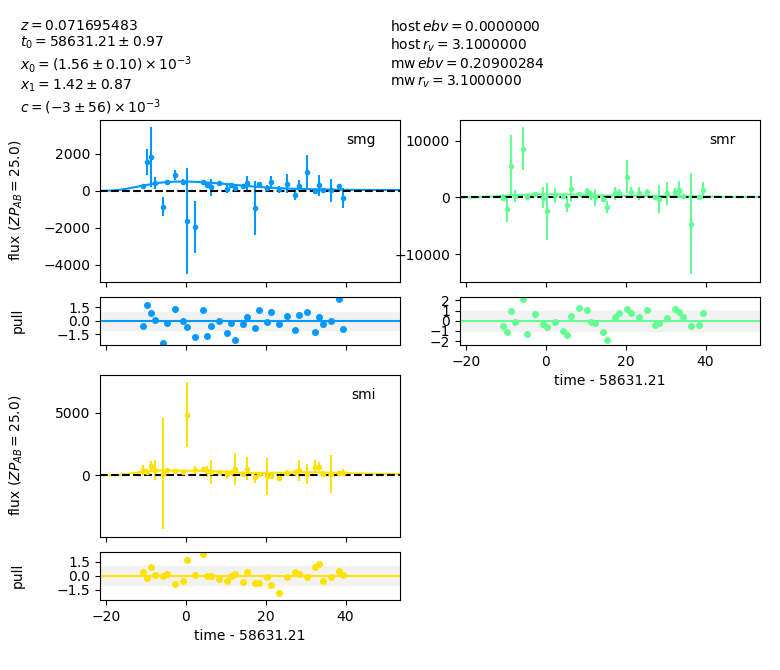 z = 0.071695483
t₀ = 58631.21 ± 0.97
x₀ = (1.56 ± 0.10) × 10⁻³
x₁ = 1.42 ± 0.87
c = (−3 ± 56) × 10⁻³
host ebv = 0.0000000
host r_v = 3.1000000
mw ebv = 0.20900284
mw r_v = 3.1000000
smg
flux (ZP_AB = 25.0)
2000
0
−2000
−4000
pull
1.5
0.0
−1.5
smr
10000
0
−10000
2
1
0
−1
−2
−20 0 20 40
time - 58631.21
smi
flux (ZP_AB = 25.0)
5000
0
pull
1.5
0.0
−1.5
−20 0 20 40
time - 58631.21